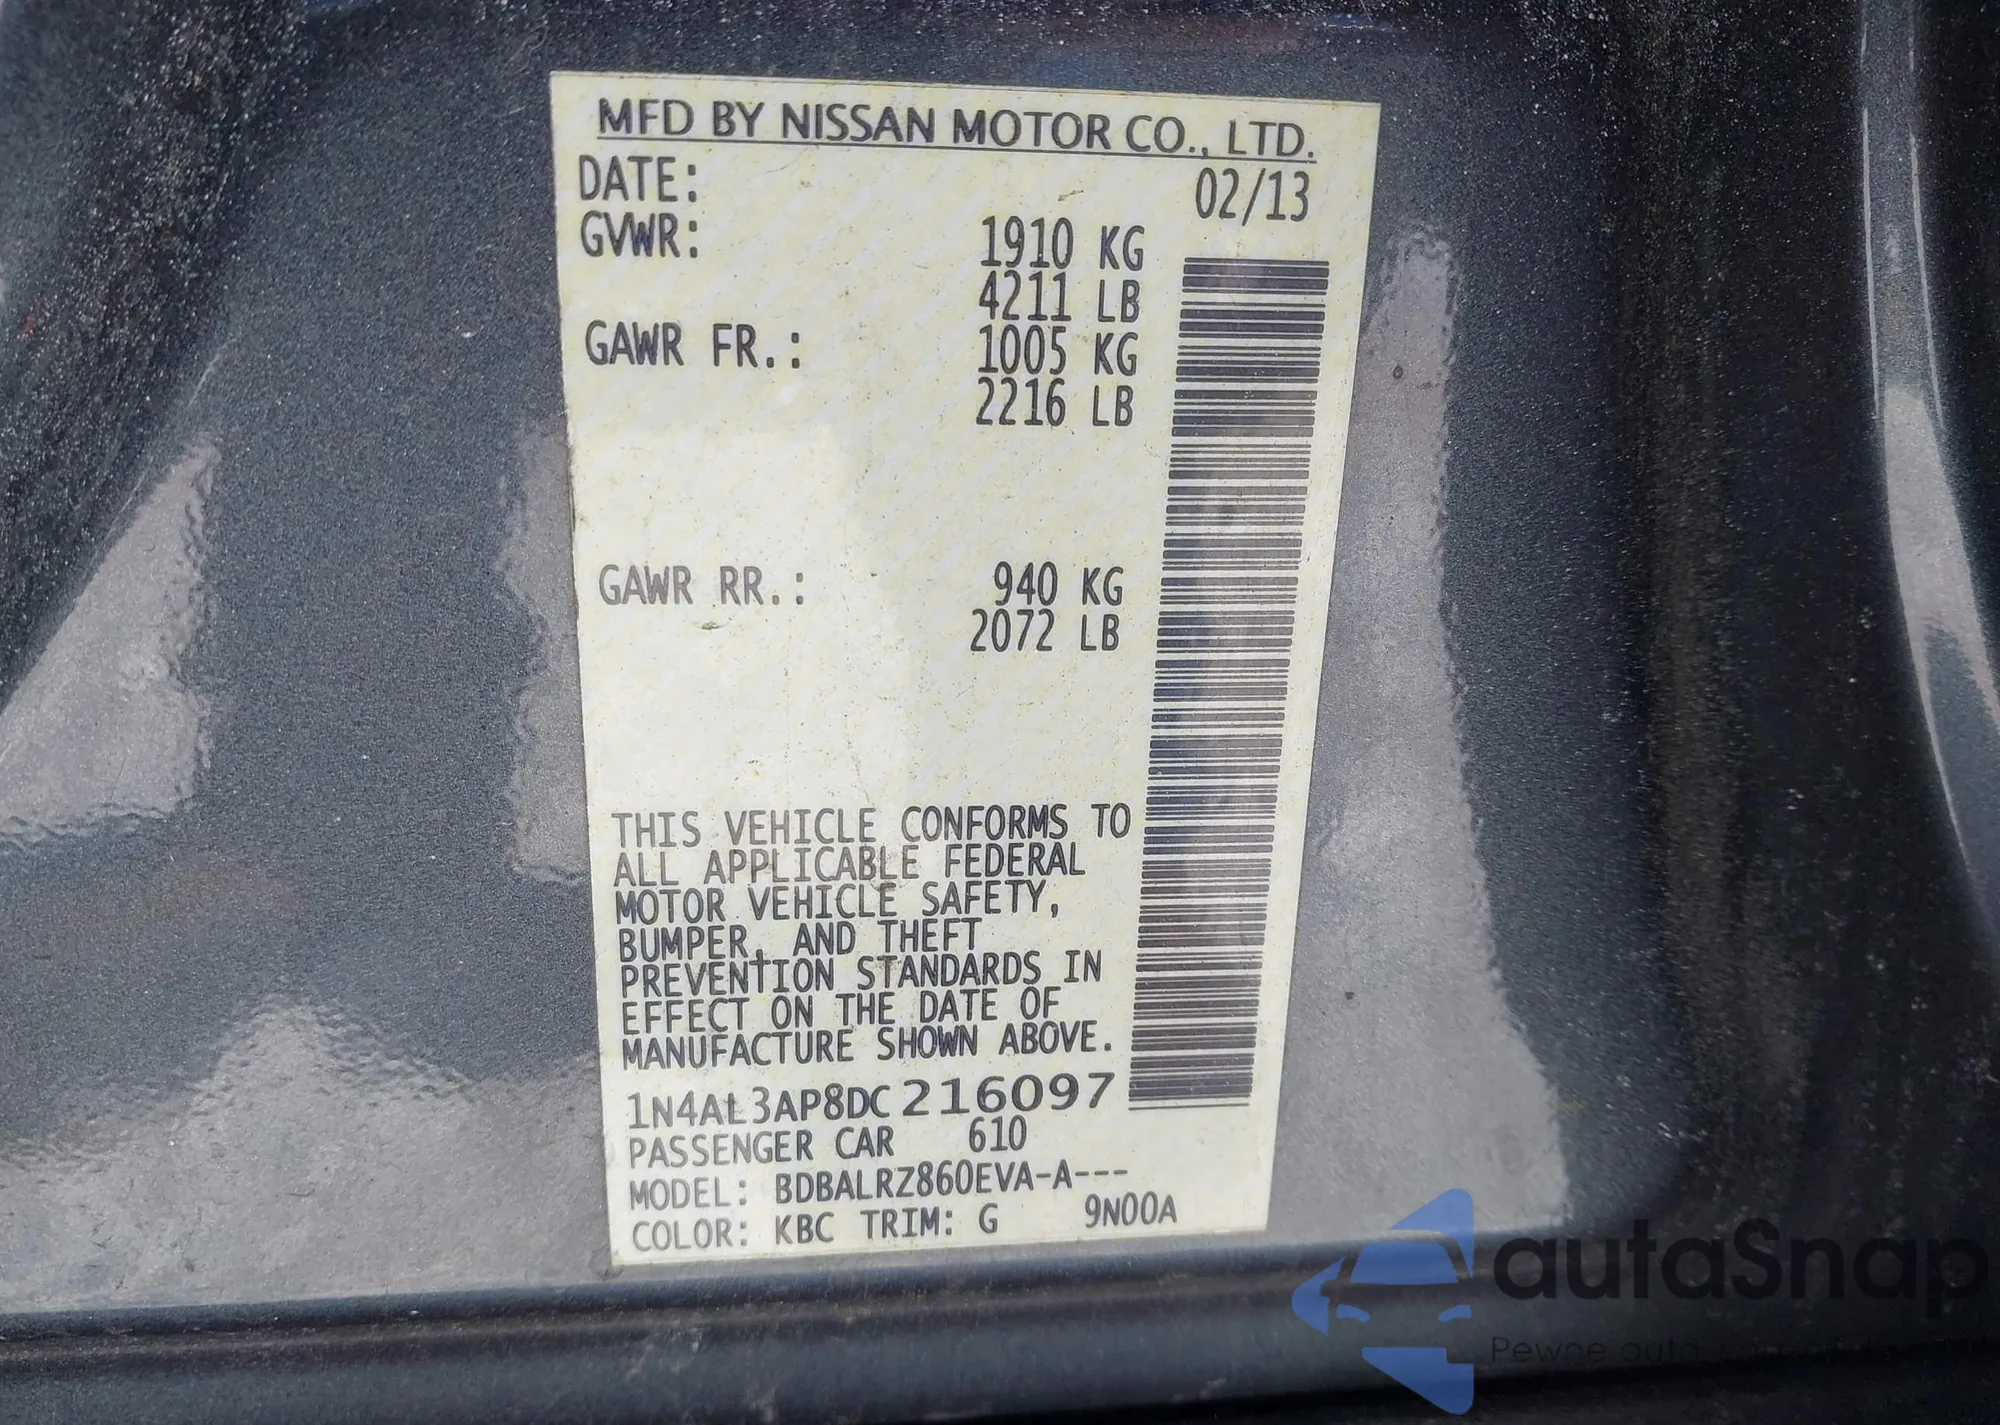 MFD BY NISSAN MOTOR CO., LTD.
DATE: 02/13
GVWR: 1910 KG
4211 LB
GAWR FR.: 1005 KG
2216 LB
GAWR RR.: 940 KG
2072 LB
THIS VEHICLE CONFORMS TO
ALL APPLICABLE FEDERAL
MOTOR VEHICLE SAFETY,
BUMPER, AND THEFT
PREVENTION STANDARDS IN
EFFECT ON THE DATE OF
MANUFACTURE SHOWN ABOVE.
1N4AL3AP8DC216097
PASSENGER CAR 610
MODEL: BDBALRZ860EVA-A---
COLOR: KBC TRIM: G 9N00A
autaSnap
Pewne auta